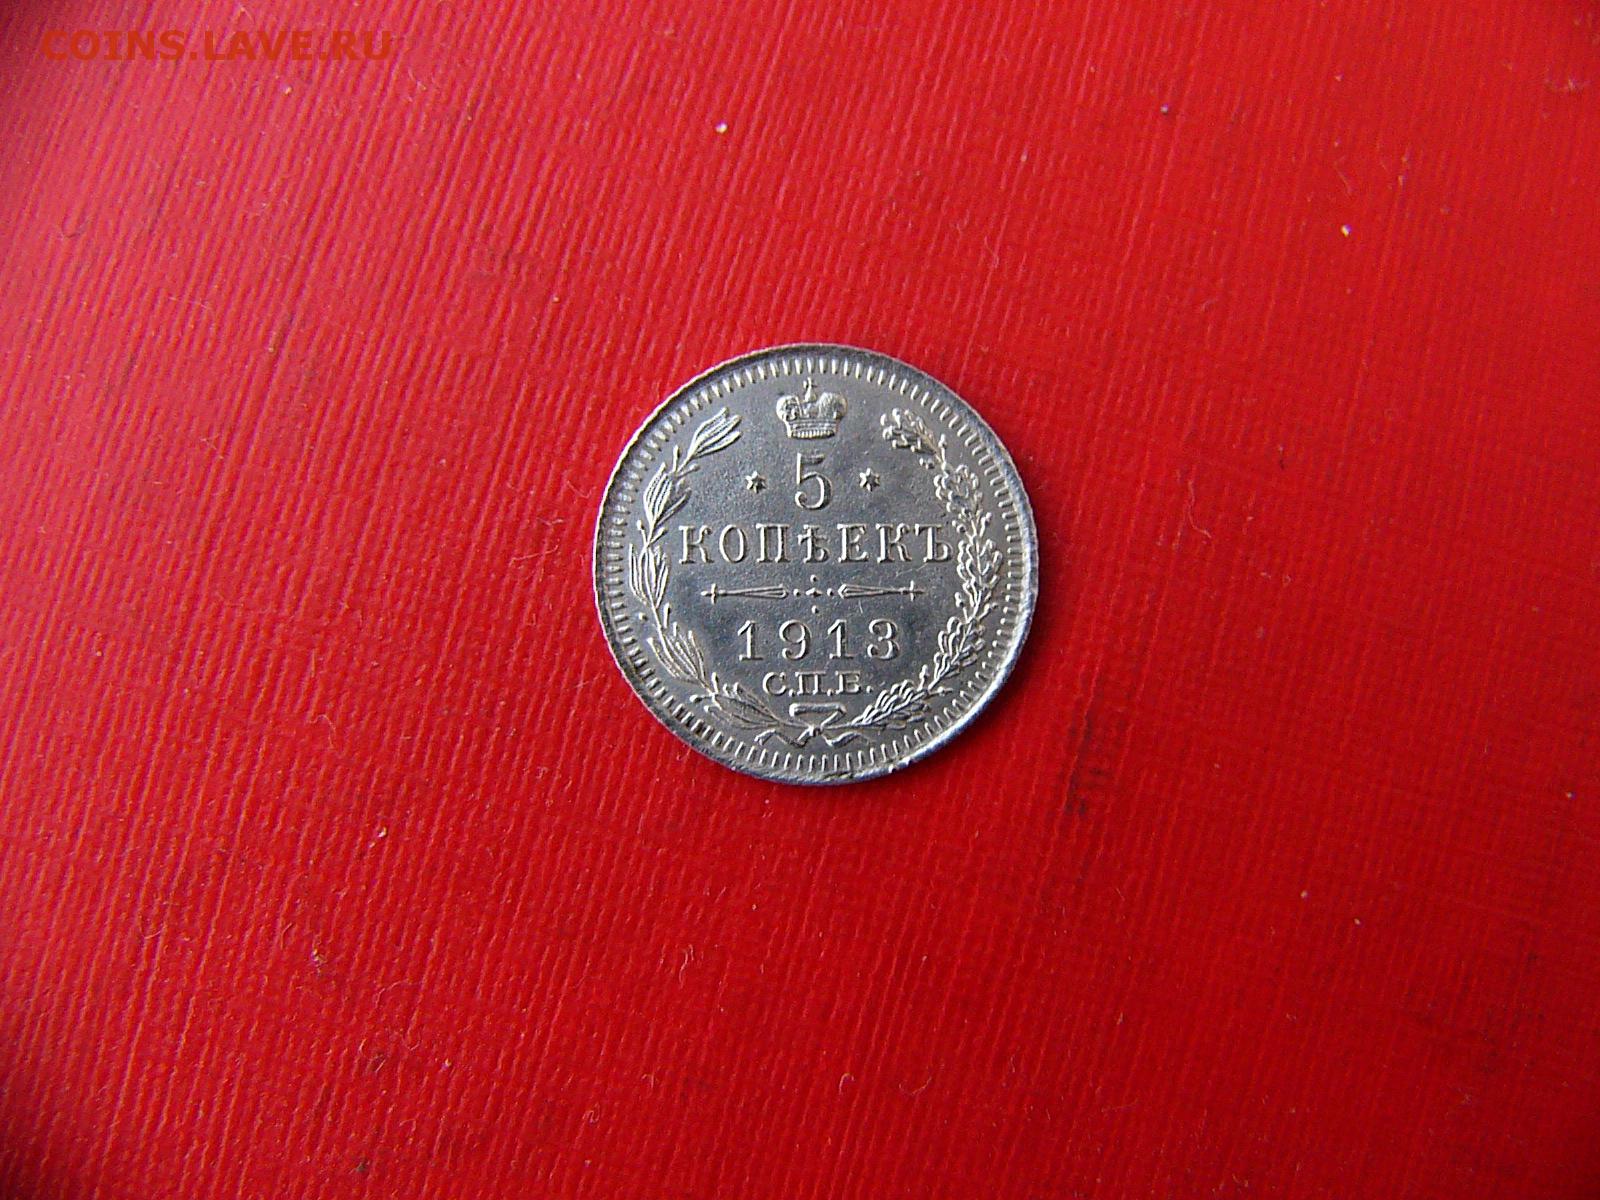 COINS.LAVE.RU
* 5 *
КОПѢЕКЪ
1913
С.П.Б.